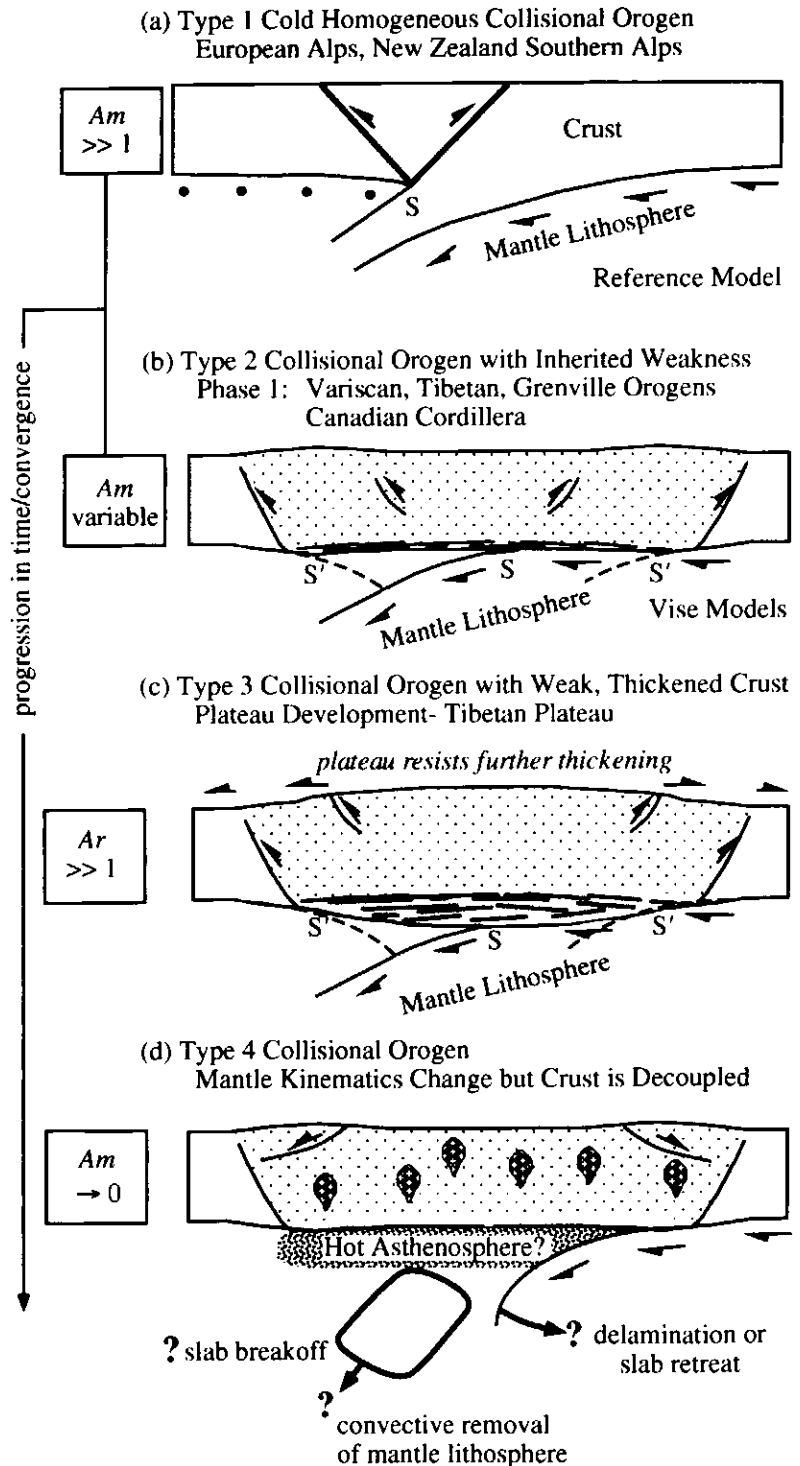 (a) Type 1 Cold Homogeneous Collisional Orogen
European Alps, New Zealand Southern Alps
Am
>> 1
Crust
S
Mantle Lithosphere
Reference Model
progression in time/convergence
(b) Type 2 Collisional Orogen with Inherited Weakness
Phase 1: Variscan, Tibetan, Grenville Orogens
Canadian Cordillera
Am
variable
S' S S'
Mantle Lithosphere
Vise Models
(c) Type 3 Collisional Orogen with Weak, Thickened Crust
Plateau Development- Tibetan Plateau
plateau resists further thickening
Ar
>> 1
S' S S'
Mantle Lithosphere
(d) Type 4 Collisional Orogen
Mantle Kinematics Change but Crust is Decoupled
Am
→ 0
Hot Asthenosphere?
? slab breakoff
? delamination or
slab retreat
?
convective removal
of mantle lithosphere